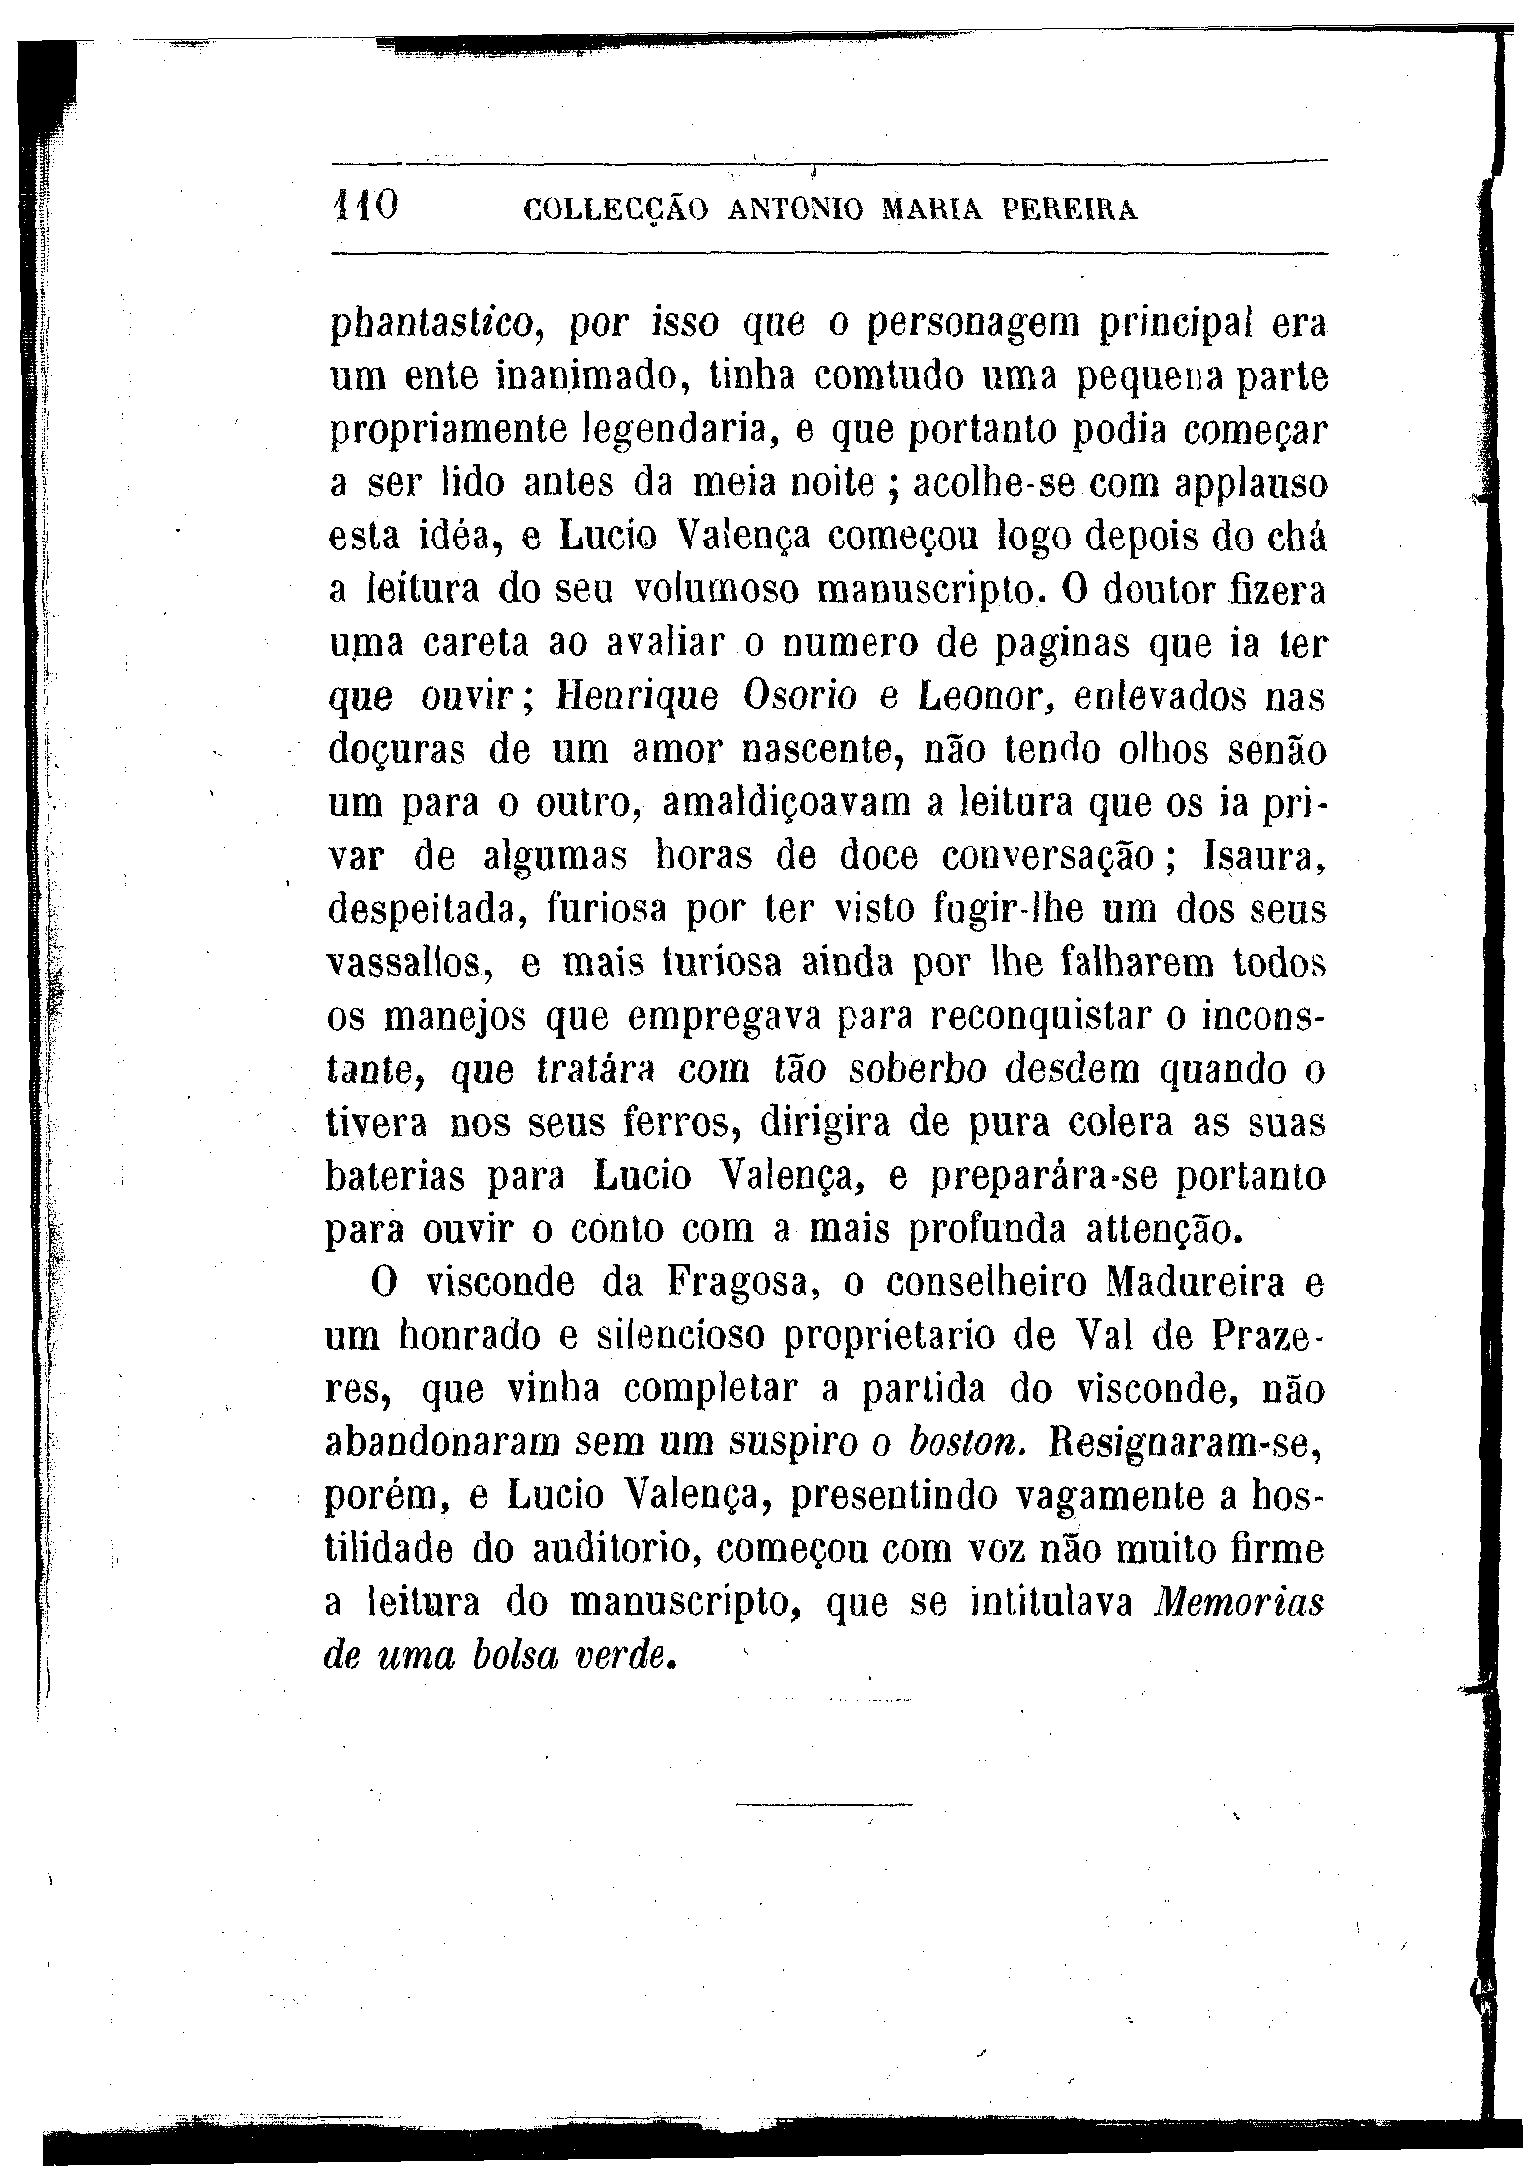 110 COLLECÇÃO ANTONIO MARIA PEREIRA
phantastico, por isso que o personagem principal era
um ente inanimado, tinha comtudo uma pequena parte
propriamente legendaria, e que portanto podia começar
a ser lido antes da meia noite ; acolhe-se com applauso
esta idéa, e Lucio Valença começou logo depois do chá
a leitura do seu volumoso manuscripto. O doutor fizera
uma careta ao avaliar o numero de paginas que ia ter
que ouvir ; Henrique Osorio e Leonor, enlevados nas
doçuras de um amor nascente, não tendo olhos senão
um para o outro, amaldiçoavam a leitura que os ia pri-
var de algumas horas de doce conversação ; Isaura,
despeitada, furiosa por ter visto fugir-lhe um dos seus
vassallos, e mais furiosa ainda por lhe falharem todos
os manejos que empregava para reconquistar o incons-
tante, que tratára com tão soberbo desdem quando o
tivera nos seus ferros, dirigira de pura colera as suas
baterias para Lucio Valença, e preparára-se portanto
para ouvir o conto com a mais profunda attenção.
O visconde da Fragosa, o conselheiro Madureira e
um honrado e silencioso proprietario de Val de Praze-
res, que vinha completar a partida do visconde, não
abandonaram sem um suspiro o boston. Resignaram-se,
porém, e Lucio Valença, presentindo vagamente a hos-
tilidade do auditorio, começou com voz não muito firme
a leitura do manuscripto, que se intitulava Memorias
de uma bolsa verde.